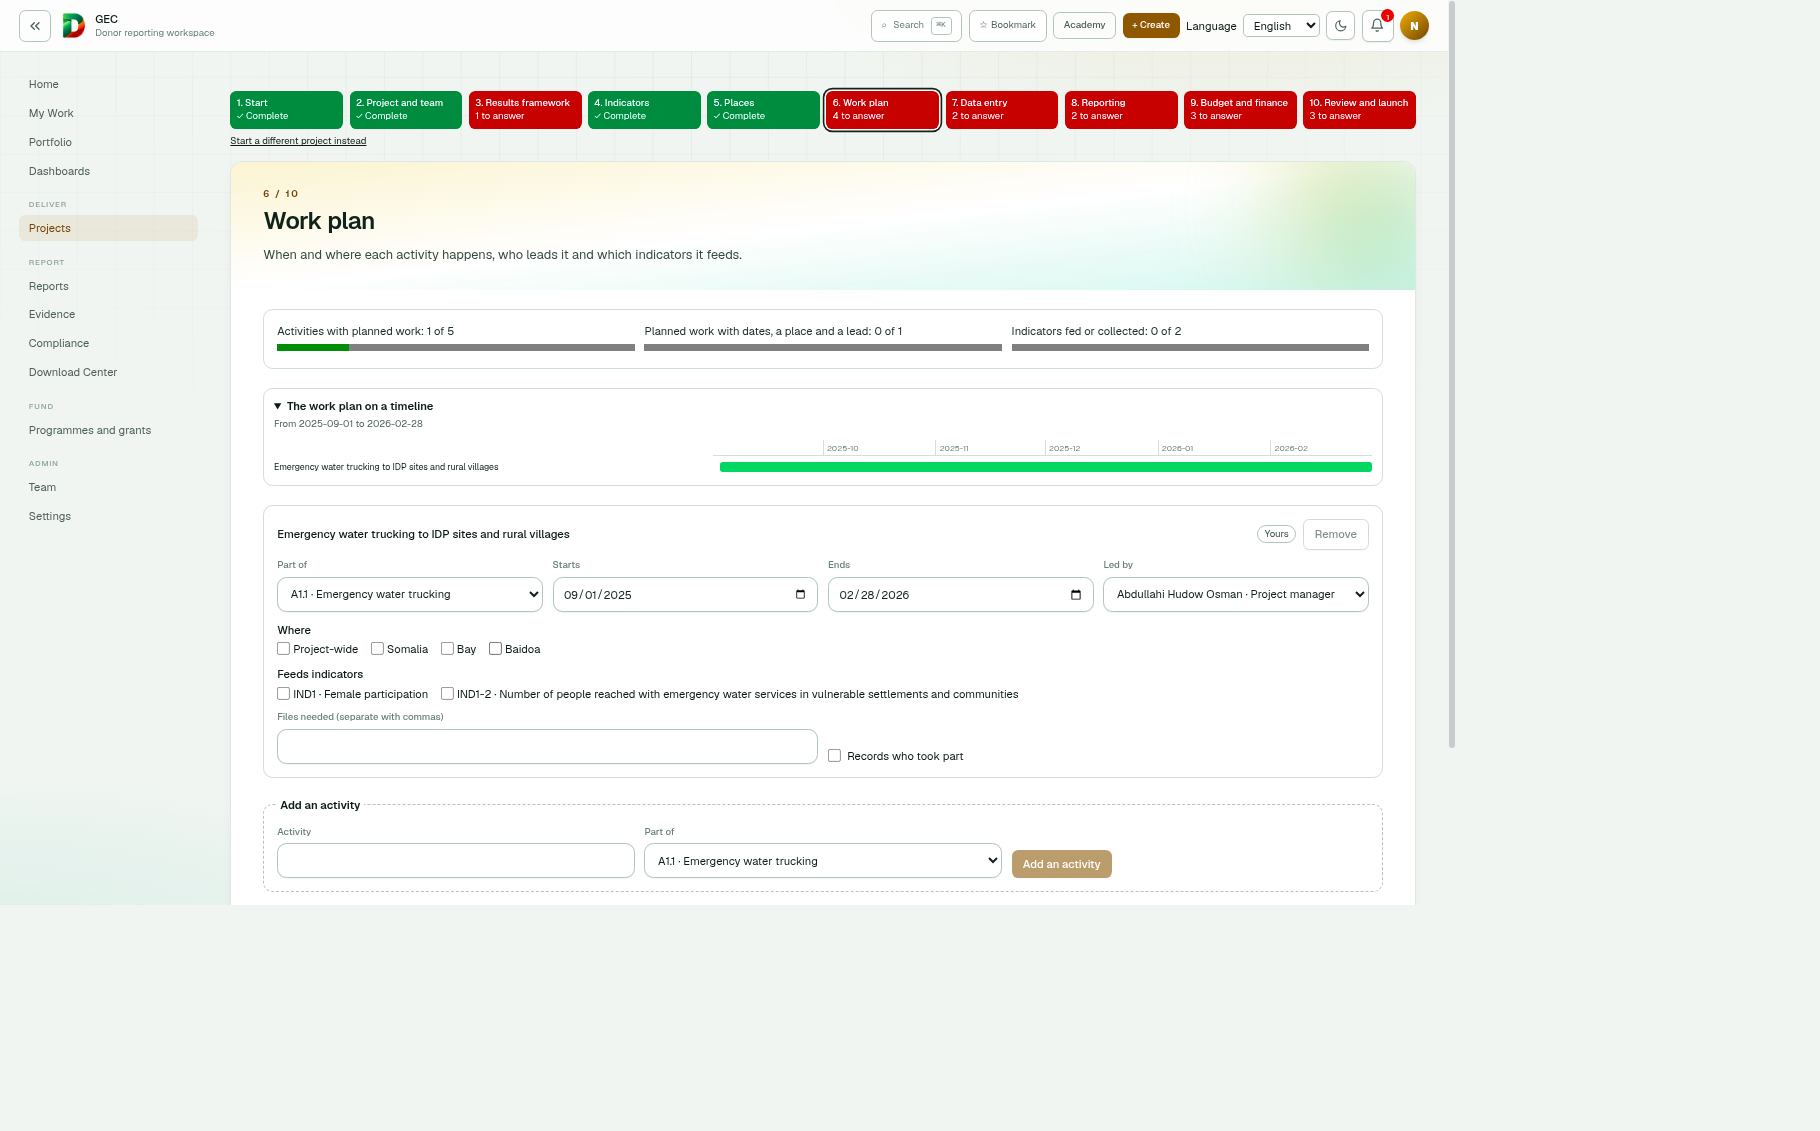 GEC
Donor reporting workspace
Search ⌘K
☆ Bookmark
Academy
+ Create
Language
English
1
N
Home
My Work
Portfolio
Dashboards
DELIVER
Projects
REPORT
Reports
Evidence
Compliance
Download Center
FUND
Programmes and grants
ADMIN
Team
Settings
1. Start
✓ Complete
2. Project and team
✓ Complete
3. Results framework
1 to answer
4. Indicators
✓ Complete
5. Places
✓ Complete
6. Work plan
4 to answer
7. Data entry
2 to answer
8. Reporting
2 to answer
9. Budget and finance
3 to answer
10. Review and launch
3 to answer
Start a different project instead
6 / 10
Work plan
When and where each activity happens, who leads it and which indicators it feeds.
Activities with planned work: 1 of 5
Planned work with dates, a place and a lead: 0 of 1
Indicators fed or collected: 0 of 2
▼ The work plan on a timeline
From 2025-09-01 to 2026-02-28
2025-10
2025-11
2025-12
2026-01
2026-02
Emergency water trucking to IDP sites and rural villages
Emergency water trucking to IDP sites and rural villages
Yours
Remove
Part of
A1.1 · Emergency water trucking
Starts
09/01/2025
Ends
02/28/2026
Led by
Abdullahi Hudow Osman · Project manager
Where
Project-wide
Somalia
Bay
Baidoa
Feeds indicators
IND1 · Female participation
IND1-2 · Number of people reached with emergency water services in vulnerable settlements and communities
Files needed (separate with commas)
Records who took part
Add an activity
Activity
Part of
A1.1 · Emergency water trucking
Add an activity